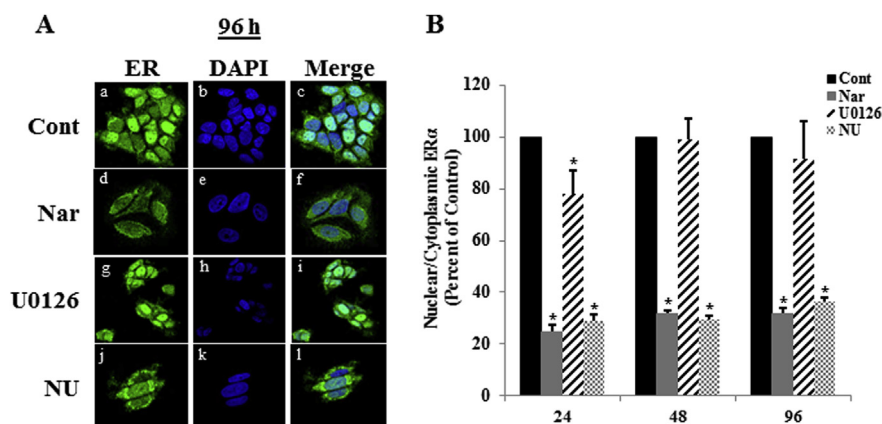 A
96 h
ER DAPI Merge
Cont
a b c
Nar
d e f
U0126
g h i
NU
j k l
B
Nuclear/Cytoplasmic ERα
(Percent of Control)
120
100
80
60
40
20
0
Cont
Nar
U0126
NU
* * *
* * *
* * *
24 48 96